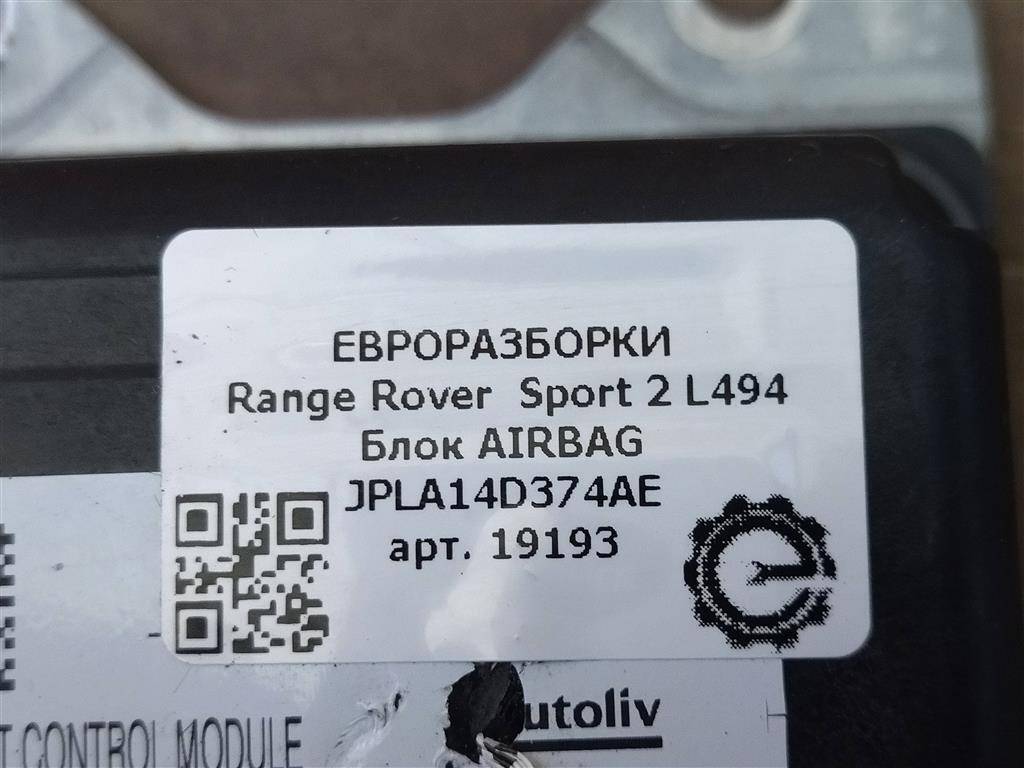 ЕВРОРАЗБОРКИ
Range Rover Sport 2 L494
Блок AIRBAG
JPLA14D374AE
арт. 19193
utoliv
T CONTROL MODULE